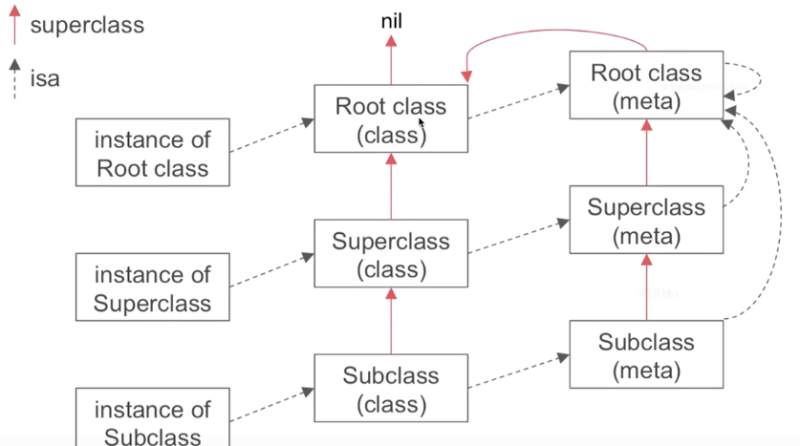 superclass
isa
nil
Root class
(class)
Root class
(meta)
instance of
Root class
Superclass
(class)
Superclass
(meta)
instance of
Superclass
Subclass
(class)
Subclass
(meta)
instance of
Subclass